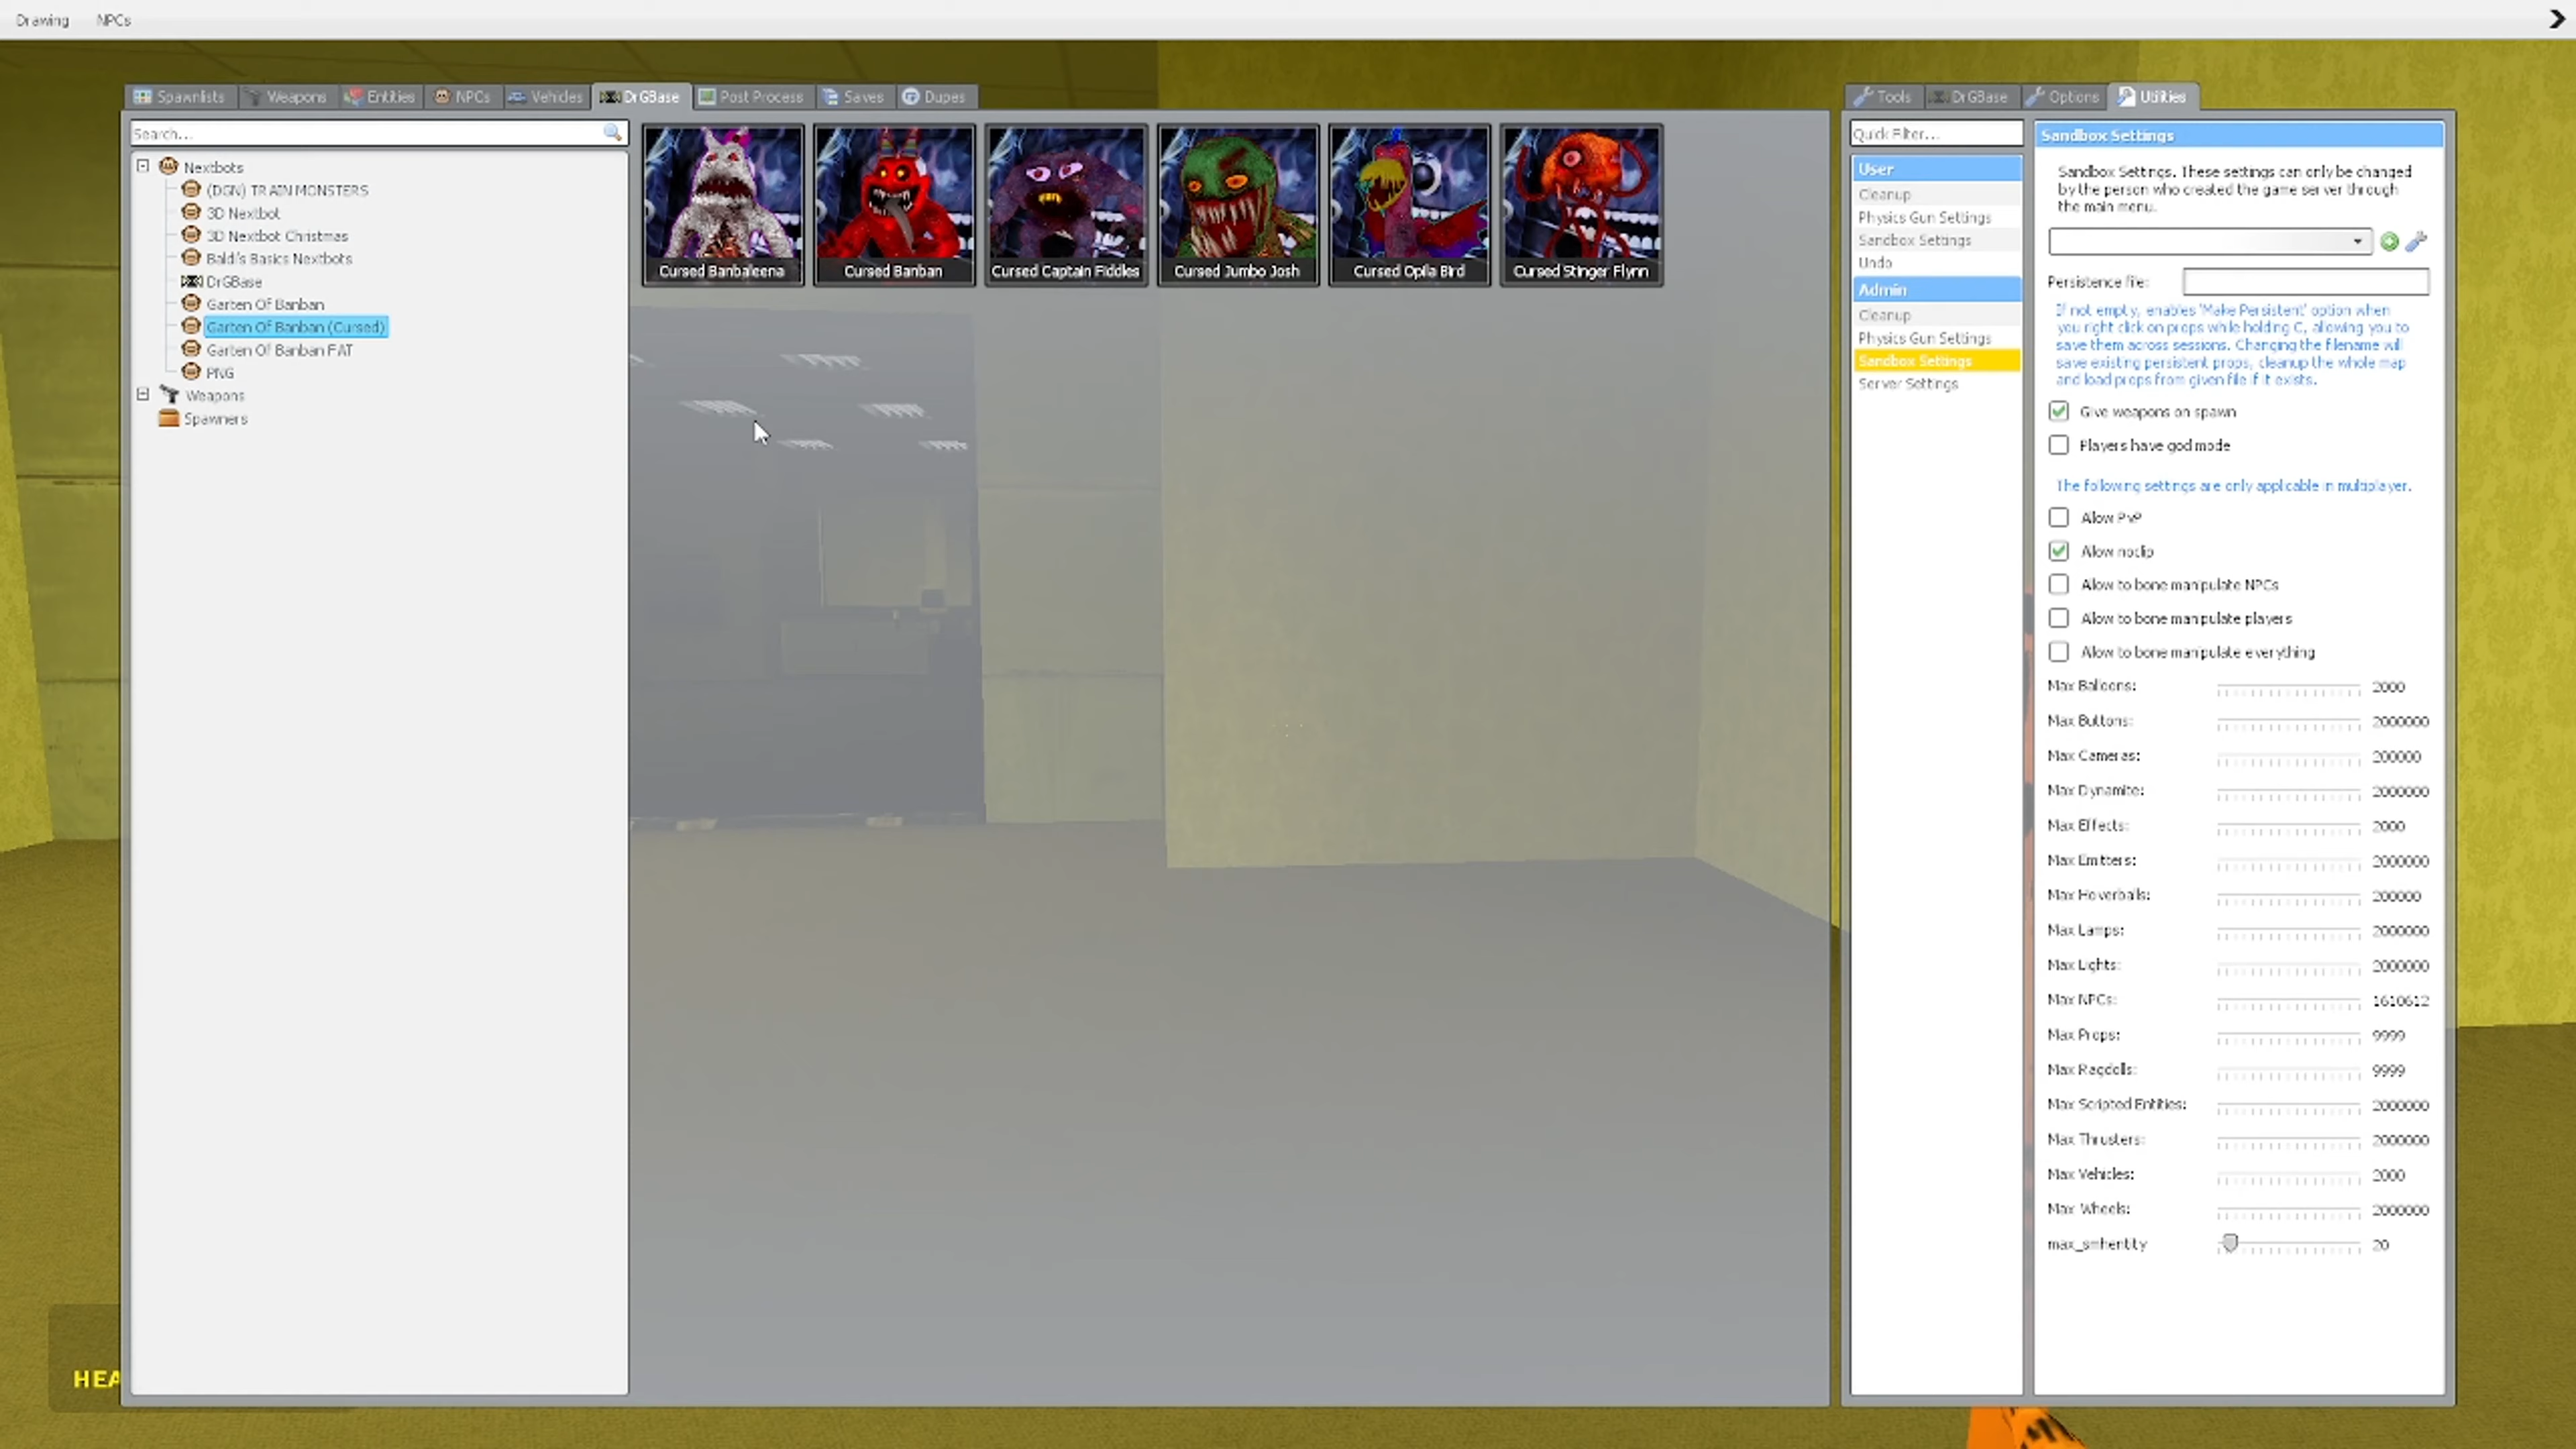 Drawing NPCs
Spawnlists Weapons Entities NPCs Vehicles DrGBase Post Process Saves Dupes
Search...
Nextbots
(DGN) TRAIN MONSTERS
3D Nextbot
3D Nextbot Christmas
Baldi's Basics Nextbots
DrGBase
Garten Of Banban
Garten Of Banban (Cursed)
Garten Of Banban FAT
PNG
Weapons
Spawners
Cursed Banbaleena
Cursed Banban
Cursed Captain Fiddles
Cursed Jumbo Josh
Cursed Opila Bird
Cursed Stinger Flynn
HEA
Tools DrGBase Options Utilities
Quick Filter...
User
Cleanup
Physics Gun Settings
Sandbox Settings
Undo
Admin
Cleanup
Physics Gun Settings
Sandbox Settings
Server Settings
Sandbox Settings
Sandbox Settings. These settings can only be changed
by the person who created the game server through
the main menu.
Persistence file:
If not empty, enables 'Make Persistent' option when
you right click on props while holding C, allowing you to
save them across sessions. Changing the filename will
save existing persistent props, cleanup the whole map
and load props from given file if it exists.
Give weapons on spawn
Players have god mode
The following settings are only applicable in multiplayer.
Allow PvP
Allow noclip
Allow to bone manipulate NPCs
Allow to bone manipulate players
Allow to bone manipulate everything
Max Balloons: 2000
Max Buttons: 2000000
Max Cameras: 200000
Max Dynamite: 2000000
Max Effects: 2000
Max Emitters: 2000000
Max Hoverballs: 200000
Max Lamps: 2000000
Max Lights: 2000000
Max NPCs: 1610612
Max Props: 9999
Max Ragdolls: 9999
Max Scripted Entities: 2000000
Max Thrusters: 2000000
Max Vehicles: 2000
Max Wheels: 2000000
max_smhentity 20